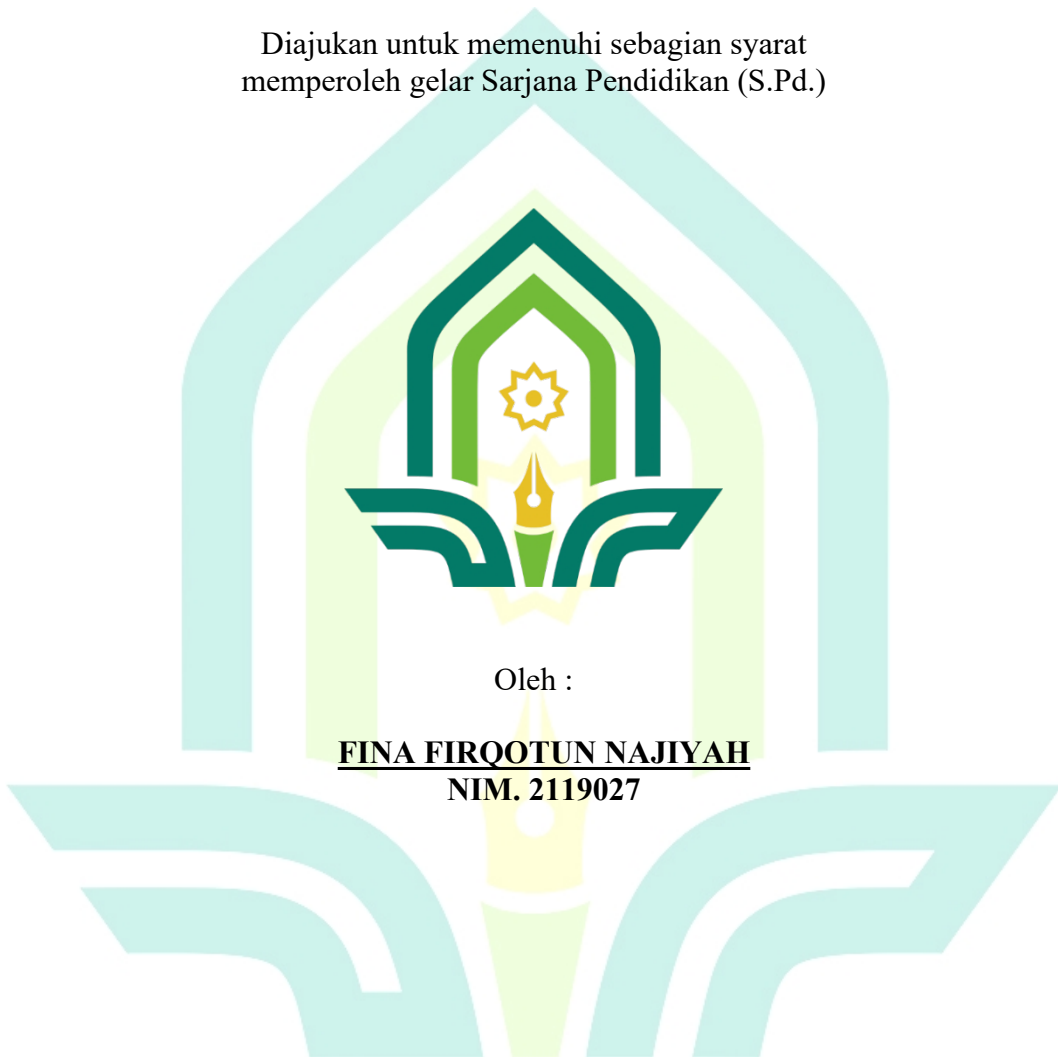 Diajukan untuk memenuhi sebagian syarat
memperoleh gelar Sarjana Pendidikan (S.Pd.)
Oleh :
FINA FIRQOTUN NAJIYAH
NIM. 2119027